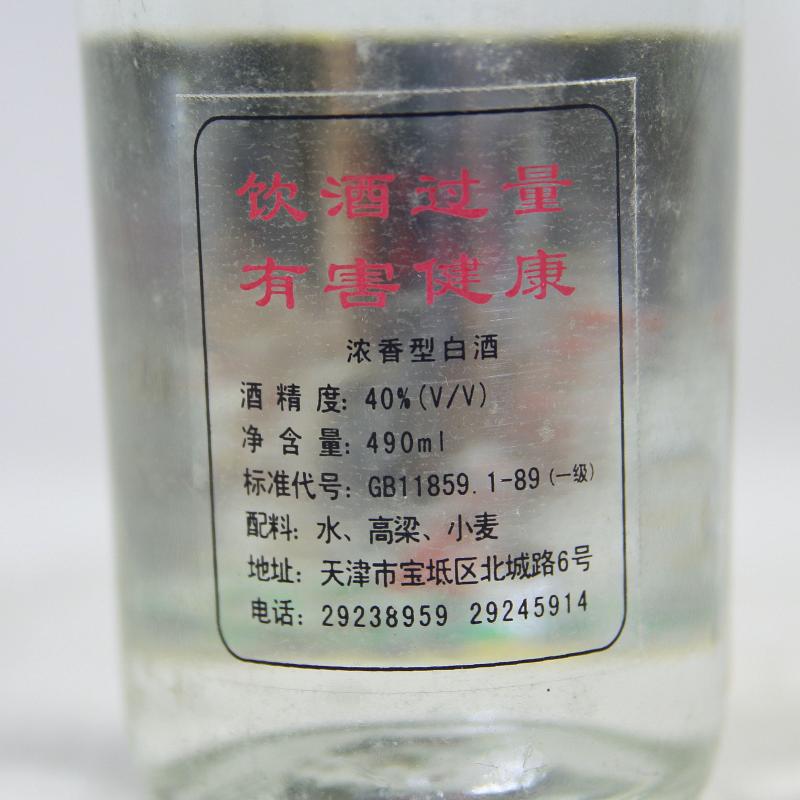 饮酒过量
有害健康
浓香型白酒
酒精度：40%(V/V)
净含量：490ml
标准代号：GB11859.1-89(一级)
配料：水、高梁、小麦
地址：天津市宝坻区北城路6号
电话：29238959 29245914